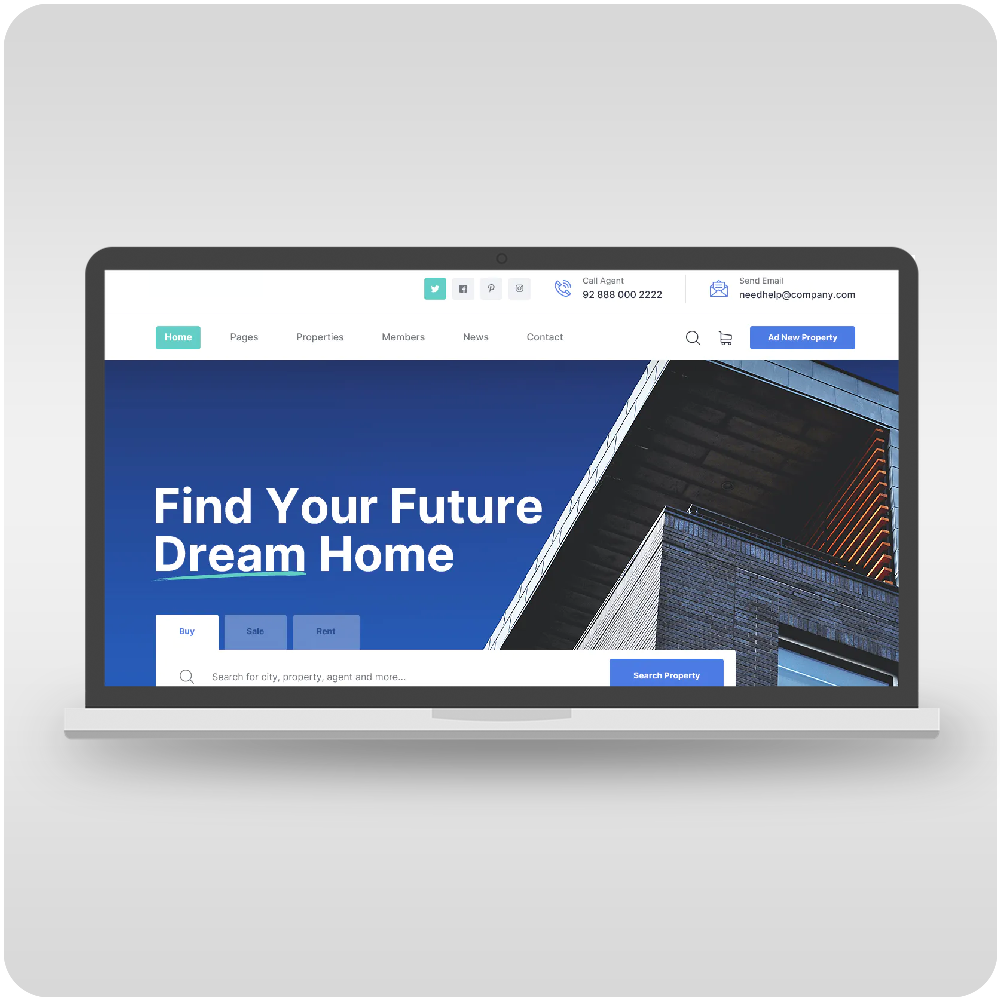 Call Agent
92 888 000 2222
Send Email
needhelp@company.com
Home Pages Properties Members News Contact Ad New Property
Find Your Future
Dream Home
Buy Sale Rent
Search for city, property, agent and more... Search Property